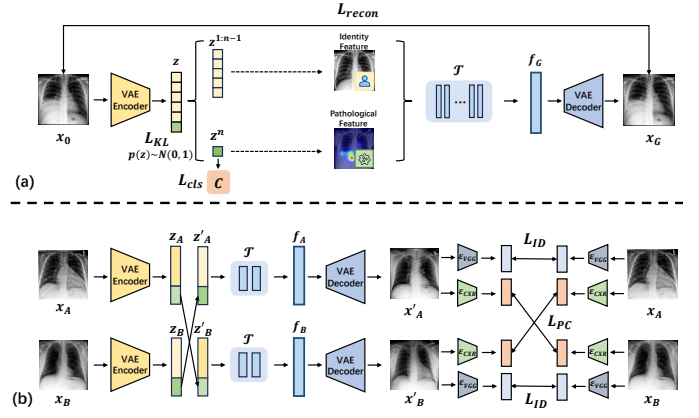 L_recon
z
z^{1:n-1}
Identity
Feature
VAE
Encoder
𝒯
...
f_G
VAE
Decoder
x_0
L_KL
p(z)~N(0,1)
z^n
Pathological
Feature
x_G
L_cls
C
(a)
z_A
z'_A
𝒯
f_A
VAE
Encoder
VAE
Decoder
ε_VGG
L_ID
ε_VGG
x_A
x'_A
ε_CXR
ε_CXR
x_A
L_PC
z_B
z'_B
𝒯
f_B
VAE
Encoder
VAE
Decoder
ε_CXR
ε_CXR
ε_VGG
ε_VGG
(b)
x_B
x'_B
L_ID
x_B